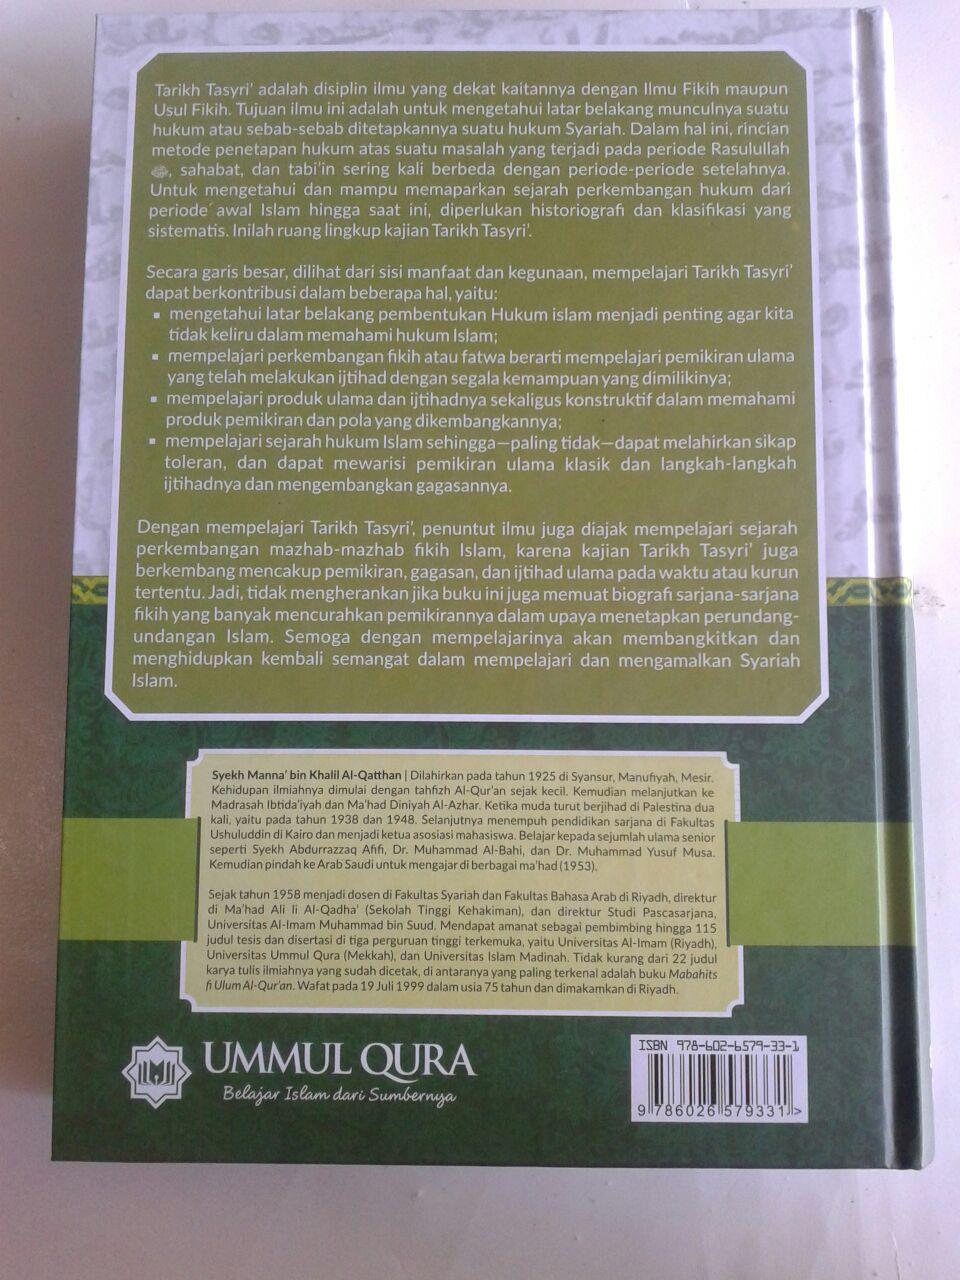 Tarikh Tasyri' adalah disiplin ilmu yang dekat kaitannya dengan Ilmu Fikih maupun
Usul Fikih. Tujuan ilmu ini adalah untuk mengetahui latar belakang munculnya suatu
hukum atau sebab-sebab ditetapkannya suatu hukum Syariah. Dalam hal ini, rincian
metode penetapan hukum atas suatu masalah yang terjadi pada periode Rasulullah
ﷺ, sahabat, dan tabi'in sering kali berbeda dengan periode-periode setelahnya.
Untuk mengetahui dan mampu memaparkan sejarah perkembangan hukum dari
periode awal Islam hingga saat ini, diperlukan historiografi dan klasifikasi yang
sistematis. Inilah ruang lingkup kajian Tarikh Tasyri'.
Secara garis besar, dilihat dari sisi manfaat dan kegunaan, mempelajari Tarikh Tasyri'
dapat berkontribusi dalam beberapa hal, yaitu:
▪ mengetahui latar belakang pembentukan Hukum islam menjadi penting agar kita
tidak keliru dalam memahami hukum Islam;
▪ mempelajari perkembangan fikih atau fatwa berarti mempelajari pemikiran ulama
yang telah melakukan ijtihad dengan segala kemampuan yang dimilikinya;
▪ mempelajari produk ulama dan ijtihadnya sekaligus konstruktif dalam memahami
produk pemikiran dan pola yang dikembangkannya;
▪ mempelajari sejarah hukum Islam sehingga—paling tidak—dapat melahirkan sikap
toleran, dan dapat mewarisi pemikiran ulama klasik dan langkah-langkah
ijtihadnya dan mengembangkan gagasannya.
Dengan mempelajari Tarikh Tasyri', penuntut ilmu juga diajak mempelajari sejarah
perkembangan mazhab-mazhab fikih Islam, karena kajian Tarikh Tasyri' juga
berkembang mencakup pemikiran, gagasan, dan ijtihad ulama pada waktu atau kurun
tertentu. Jadi, tidak mengherankan jika buku ini juga memuat biografi sarjana-sarjana
fikih yang banyak mencurahkan pemikirannya dalam upaya menetapkan perundang-
undangan Islam. Semoga dengan mempelajarinya akan membangkitkan dan
menghidupkan kembali semangat dalam mempelajari dan mengamalkan Syariah
Islam.
Syekh Manna' bin Khalil Al-Qatthan | Dilahirkan pada tahun 1925 di Syansur, Manufiyah, Mesir.
Kehidupan ilmiahnya dimulai dengan tahfizh Al-Qur'an sejak kecil. Kemudian melanjutkan ke
Madrasah Ibtida'iyah dan Ma'had Diniyah Al-Azhar. Ketika muda turut berjihad di Palestina dua
kali, yaitu pada tahun 1938 dan 1948. Selanjutnya menempuh pendidikan sarjana di Fakultas
Ushuluddin di Kairo dan menjadi ketua asosiasi mahasiswa. Belajar kepada sejumlah ulama senior
seperti Syekh Abdurrazzaq Afifi, Dr. Muhammad Al-Bahi, dan Dr. Muhammad Yusuf Musa.
Kemudian pindah ke Arab Saudi untuk mengajar di berbagai ma'had (1953).
Sejak tahun 1958 menjadi dosen di Fakultas Syariah dan Fakultas Bahasa Arab di Riyadh, direktur
di Ma'had Ali li Al-Qadha' (Sekolah Tinggi Kehakiman), dan direktur Studi Pascasarjana,
Universitas Al-Imam Muhammad bin Suud. Mendapat amanat sebagai pembimbing hingga 115
judul tesis dan disertasi di tiga perguruan tinggi terkemuka, yaitu Universitas Al-Imam (Riyadh),
Universitas Ummul Qura (Mekkah), dan Universitas Islam Madinah. Tidak kurang dari 22 judul
karya tulis ilmiahnya yang sudah dicetak, di antaranya yang paling terkenal adalah buku Mabahits
fi Ulum Al-Qur'an. Wafat pada 19 Juli 1999 dalam usia 75 tahun dan dimakamkan di Riyadh.
UMMUL QURA
Belajar Islam dari Sumbernya
ISBN 978-602-6579-33-1
9 786026 579331 >